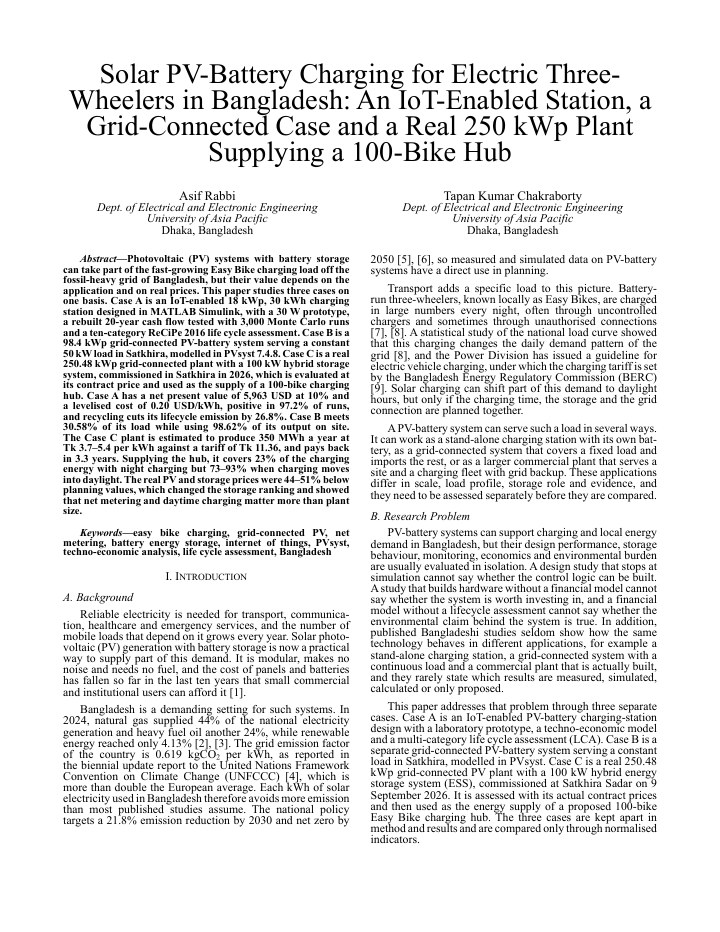 Solar PV-Battery Charging for Electric Three-
Wheelers in Bangladesh: An IoT-Enabled Station, a
Grid-Connected Case and a Real 250 kWp Plant
Supplying a 100-Bike Hub
Asif Rabbi
Dept. of Electrical and Electronic Engineering
University of Asia Pacific
Dhaka, Bangladesh
Tapan Kumar Chakraborty
Dept. of Electrical and Electronic Engineering
University of Asia Pacific
Dhaka, Bangladesh
Abstract—Photovoltaic (PV) systems with battery storage
can take part of the fast-growing Easy Bike charging load off the
fossil-heavy grid of Bangladesh, but their value depends on the
application and on real prices. This paper studies three cases on
one basis. Case A is an IoT-enabled 18 kWp, 30 kWh charging
station designed in MATLAB Simulink, with a 30 W prototype,
a rebuilt 20-year cash flow tested with 3,000 Monte Carlo runs
and a ten-category ReCiPe 2016 life cycle assessment. Case B is a
98.4 kWp grid-connected PV-battery system serving a constant
50 kW load in Satkhira, modelled in PVsyst 7.4.8. Case C is a real
250.48 kWp grid-connected plant with a 100 kW hybrid storage
system, commissioned in Satkhira in 2026, which is evaluated at
its contract price and used as the supply of a 100-bike charging
hub. Case A has a net present value of 5,963 USD at 10% and
a levelised cost of 0.20 USD/kWh, positive in 97.2% of runs,
and recycling cuts its lifecycle emission by 26.8%. Case B meets
30.58% of its load while using 98.62% of its output on site.
The Case C plant is estimated to produce 350 MWh a year at
Tk 3.7–5.4 per kWh against a tariff of Tk 11.36, and pays back
in 3.3 years. Supplying the hub, it covers 23% of the charging
energy with night charging but 73–93% when charging moves
into daylight. The real PV and storage prices were 44–51% below
planning values, which changed the storage ranking and showed
that net metering and daytime charging matter more than plant
size.
Keywords—easy bike charging, grid-connected PV, net
metering, battery energy storage, internet of things, PVsyst,
techno-economic analysis, life cycle assessment, Bangladesh
I. INTRODUCTION
A. Background
Reliable electricity is needed for transport, communica-
tion, healthcare and emergency services, and the number of
mobile loads that depend on it grows every year. Solar photo-
voltaic (PV) generation with battery storage is now a practical
way to supply part of this demand. It is modular, makes no
noise and needs no fuel, and the cost of panels and batteries
has fallen so far in the last ten years that small commercial
and institutional users can afford it [1].
Bangladesh is a demanding setting for such systems. In
2024, natural gas supplied 44% of the national electricity
generation and heavy fuel oil another 24%, while renewable
energy reached only 4.13% [2], [3]. The grid emission factor
of the country is 0.619 kgCO2 per kWh, as reported in
the biennial update report to the United Nations Framework
Convention on Climate Change (UNFCCC) [4], which is
more than double the European average. Each kWh of solar
electricity used in Bangladesh therefore avoids more emission
than most published studies assume. The national policy
targets a 21.8% emission reduction by 2030 and net zero by
2050 [5], [6], so measured and simulated data on PV-battery
systems have a direct use in planning.
Transport adds a specific load to this picture. Battery-
run three-wheelers, known locally as Easy Bikes, are charged
in large numbers every night, often through uncontrolled
chargers and sometimes through unauthorised connections
[7], [8]. A statistical study of the national load curve showed
that this charging changes the daily demand pattern of the
grid [8], and the Power Division has issued a guideline for
electric vehicle charging, under which the charging tariff is set
by the Bangladesh Energy Regulatory Commission (BERC)
[9]. Solar charging can shift part of this demand to daylight
hours, but only if the charging time, the storage and the grid
connection are planned together.
A PV-battery system can serve such a load in several ways.
It can work as a stand-alone charging station with its own bat-
tery, as a grid-connected system that covers a fixed load and
imports the rest, or as a larger commercial plant that serves a
site and a charging fleet with grid backup. These applications
differ in scale, load profile, storage role and evidence, and
they need to be assessed separately before they are compared.
B. Research Problem
PV-battery systems can support charging and local energy
demand in Bangladesh, but their design performance, storage
behaviour, monitoring, economics and environmental burden
are usually evaluated in isolation. A design study that stops at
simulation cannot say whether the control logic can be built.
A study that builds hardware without a financial model cannot
say whether the system is worth investing in, and a financial
model without a lifecycle assessment cannot say whether the
environmental claim behind the system is true. In addition,
published Bangladeshi studies seldom show how the same
technology behaves in different applications, for example a
stand-alone charging station, a grid-connected system with a
continuous load and a commercial plant that is actually built,
and they rarely state which results are measured, simulated,
calculated or only proposed.
This paper addresses that problem through three separate
cases. Case A is an IoT-enabled PV-battery charging-station
design with a laboratory prototype, a techno-economic model
and a multi-category life cycle assessment (LCA). Case B is a
separate grid-connected PV-battery system serving a constant
load in Satkhira, modelled in PVsyst. Case C is a real 250.48
kWp grid-connected PV plant with a 100 kW hybrid energy
storage system (ESS), commissioned at Satkhira Sadar on 9
September 2026. It is assessed with its actual contract prices
and then used as the energy supply of a proposed 100-bike
Easy Bike charging hub. The three cases are kept apart in
method and results and are compared only through normalised
indicators.